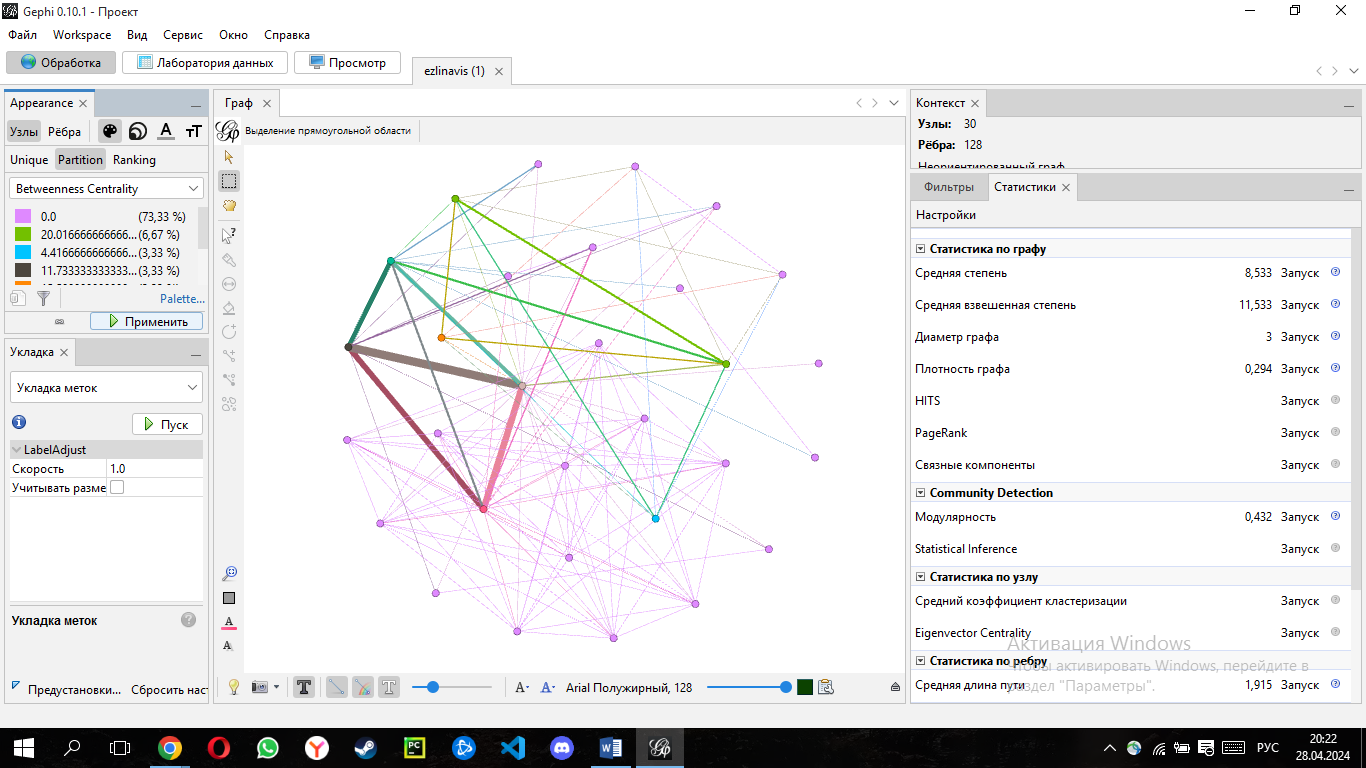 Gephi 0.10.1 - Проект
Файл Workspace Вид Сервис Окно Справка
Обработка Лаборатория данных Просмотр
ezlinavis (1)
Appearance
Узлы Рёбра
Unique Partition Ranking
Betweenness Centrality
0.0 (73,33 %)
20.016666666666... (6,67 %)
4.416666666666... (3,33 %)
11.733333333333... (3,33 %)
Palette...
Применить
Укладка
Укладка меток
Пуск
LabelAdjust
Скорость 1.0
Учитывать разме
Укладка меток
Предустановки... Сбросить наст
Граф
Выделение прямоугольной области
Arial Полужирный, 128
Контекст
Узлы: 30
Рёбра: 128
Неориентированный граф
Фильтры Статистики
Настройки
Статистика по графу
Средняя степень 8,533 Запуск
Средняя взвешенная степень 11,533 Запуск
Диаметр графа 3 Запуск
Плотность графа 0,294 Запуск
HITS Запуск
PageRank Запуск
Связные компоненты Запуск
Community Detection
Модулярность 0,432 Запуск
Statistical Inference Запуск
Статистика по узлу
Средний коэффициент кластеризации Запуск
Eigenvector Centrality Запуск
Статистика по ребру
Средняя длина пути 1,915 Запуск
Активация Windows
Чтобы активировать Windows, перейдите в
раздел "Параметры".
РУС
20:22
28.04.2024